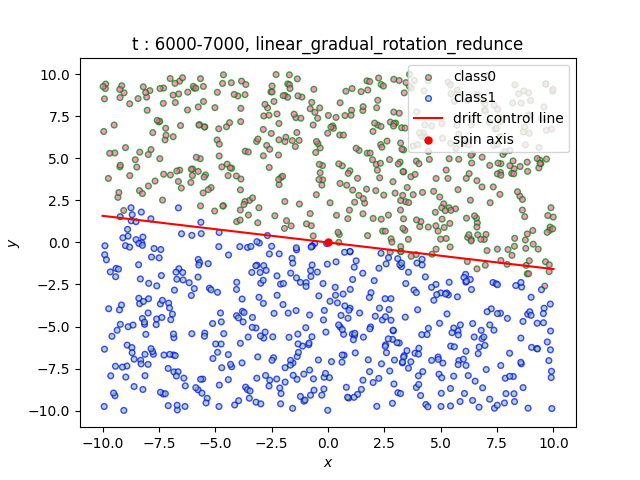 t : 6000-7000, linear_gradual_rotation_redunce
class0
class1
drift control line
spin axis
y
10.0
7.5
5.0
2.5
0.0
−2.5
−5.0
−7.5
−10.0
−10.0 −7.5 −5.0 −2.5 0.0 2.5 5.0 7.5 10.0
x